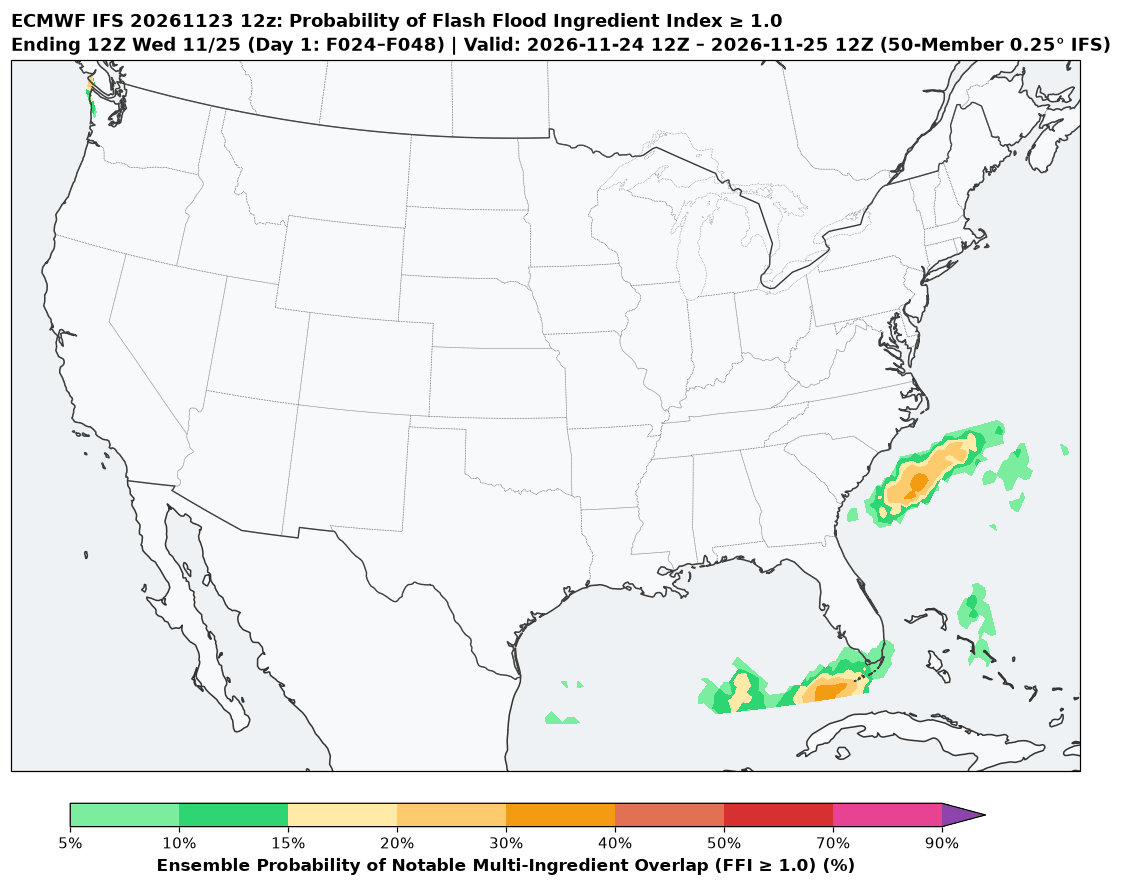 ECMWF IFS 20261123 12z: Probability of Flash Flood Ingredient Index ≥ 1.0
Ending 12Z Wed 11/25 (Day 1: F024–F048) | Valid: 2026-11-24 12Z – 2026-11-25 12Z (50-Member 0.25° IFS)
5% 10% 15% 20% 30% 40% 50% 70% 90%
Ensemble Probability of Notable Multi-Ingredient Overlap (FFI ≥ 1.0) (%)